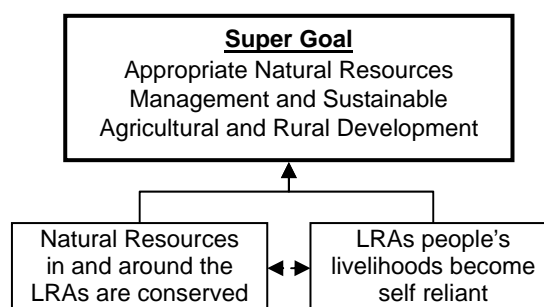 Super Goal
Appropriate Natural Resources
Management and Sustainable
Agricultural and Rural Development
Natural Resources
in and around the
LRAs are conserved
LRAs people's
livelihoods become
self reliant